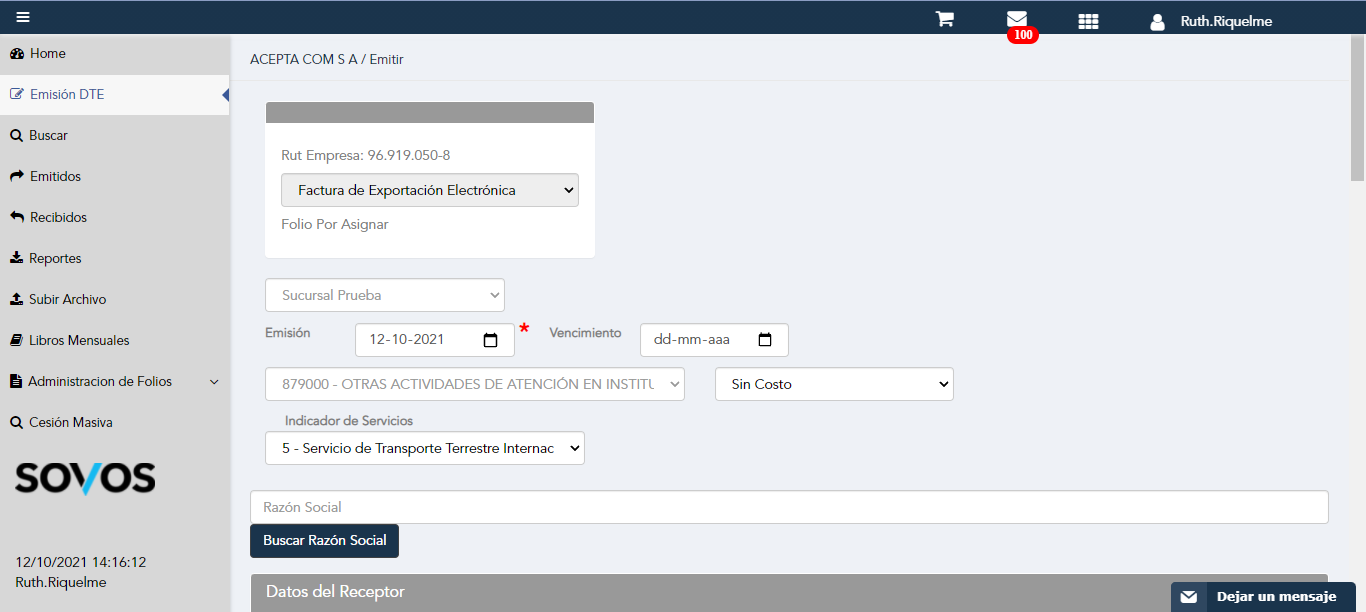 Ruth.Riquelme
100
Home
Emisión DTE
Buscar
Emitidos
Recibidos
Reportes
Subir Archivo
Libros Mensuales
Administracion de Folios
Cesión Masiva
SOVOS
12/10/2021 14:16:12
Ruth.Riquelme
ACEPTA COM S A / Emitir
Rut Empresa: 96.919.050-8
Factura de Exportación Electrónica
Folio Por Asignar
Sucursal Prueba
Emisión 12-10-2021 * Vencimiento dd-mm-aaa
879000 - OTRAS ACTIVIDADES DE ATENCIÓN EN INSTITU Sin Costo
Indicador de Servicios
5 - Servicio de Transporte Terrestre Internac
Razón Social
Buscar Razón Social
Datos del Receptor
Dejar un mensaje